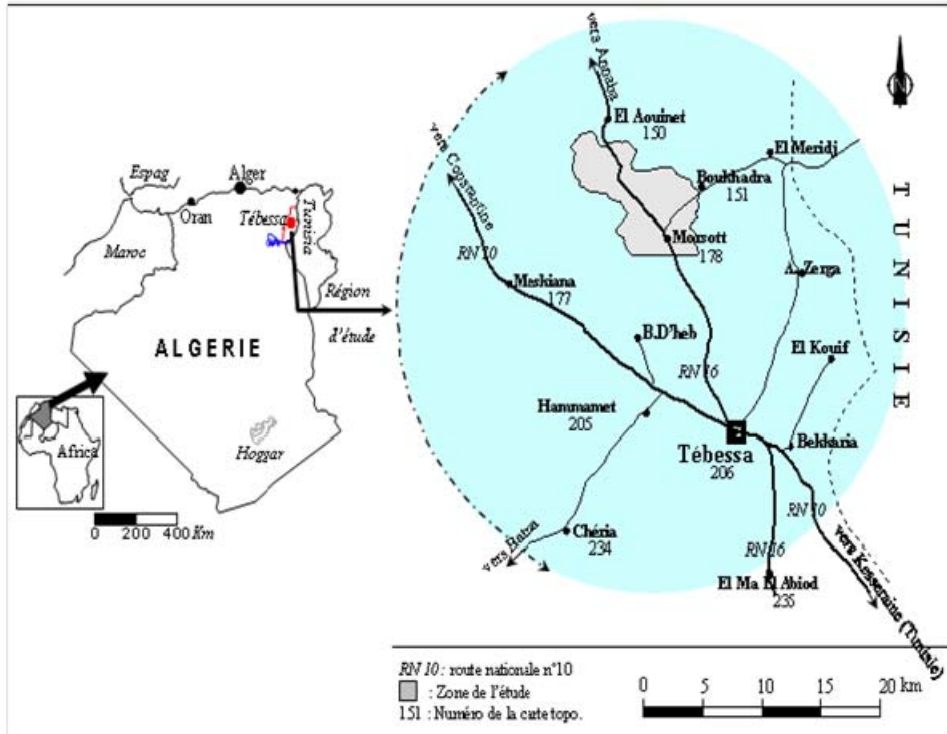 Espag
Alger
Oran
Tébessa
Tunisia
Maroc
Région
d'étude
ALGERIE
Africa
Hoggar
0 200 400 Km
vers Annaba
El Aouinet
150
vers Constantine
El Meridj
Boukhadra
151
N
TUNISIE
RN 10
Morsott
178
A. Zerga
Meskiana
177
B.D'heb
El Kouif
RN 16
Hammamet
205
Tébessa
206
Bekkaria
RN 10
Chéria
234
vers Batna
RN 16
El Ma El Abiod
235
vers Kesseraine (Tunisie)
RN 10 : route nationale n°10
: Zone de l'étude
151 : Numéro de la carte topo.
0 5 10 15 20 km